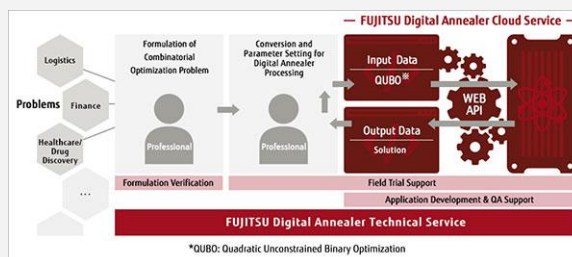 FUJITSU Digital Annealer Cloud Service
Formulation of
Combinatorial
Optimization Problem
Conversion and
Parameter Setting for
Digital Annealer
Processing
Input Data
QUBO※
Logistics
Problems
Finance
Healthcare/
Drug
Discovery
...
Professional
Professional
WEB
API
Output Data
Solution
Formulation Verification
Field Trial Support
Application Development & QA Support
FUJITSU Digital Annealer Technical Service
*QUBO: Quadratic Unconstrained Binary Optimization